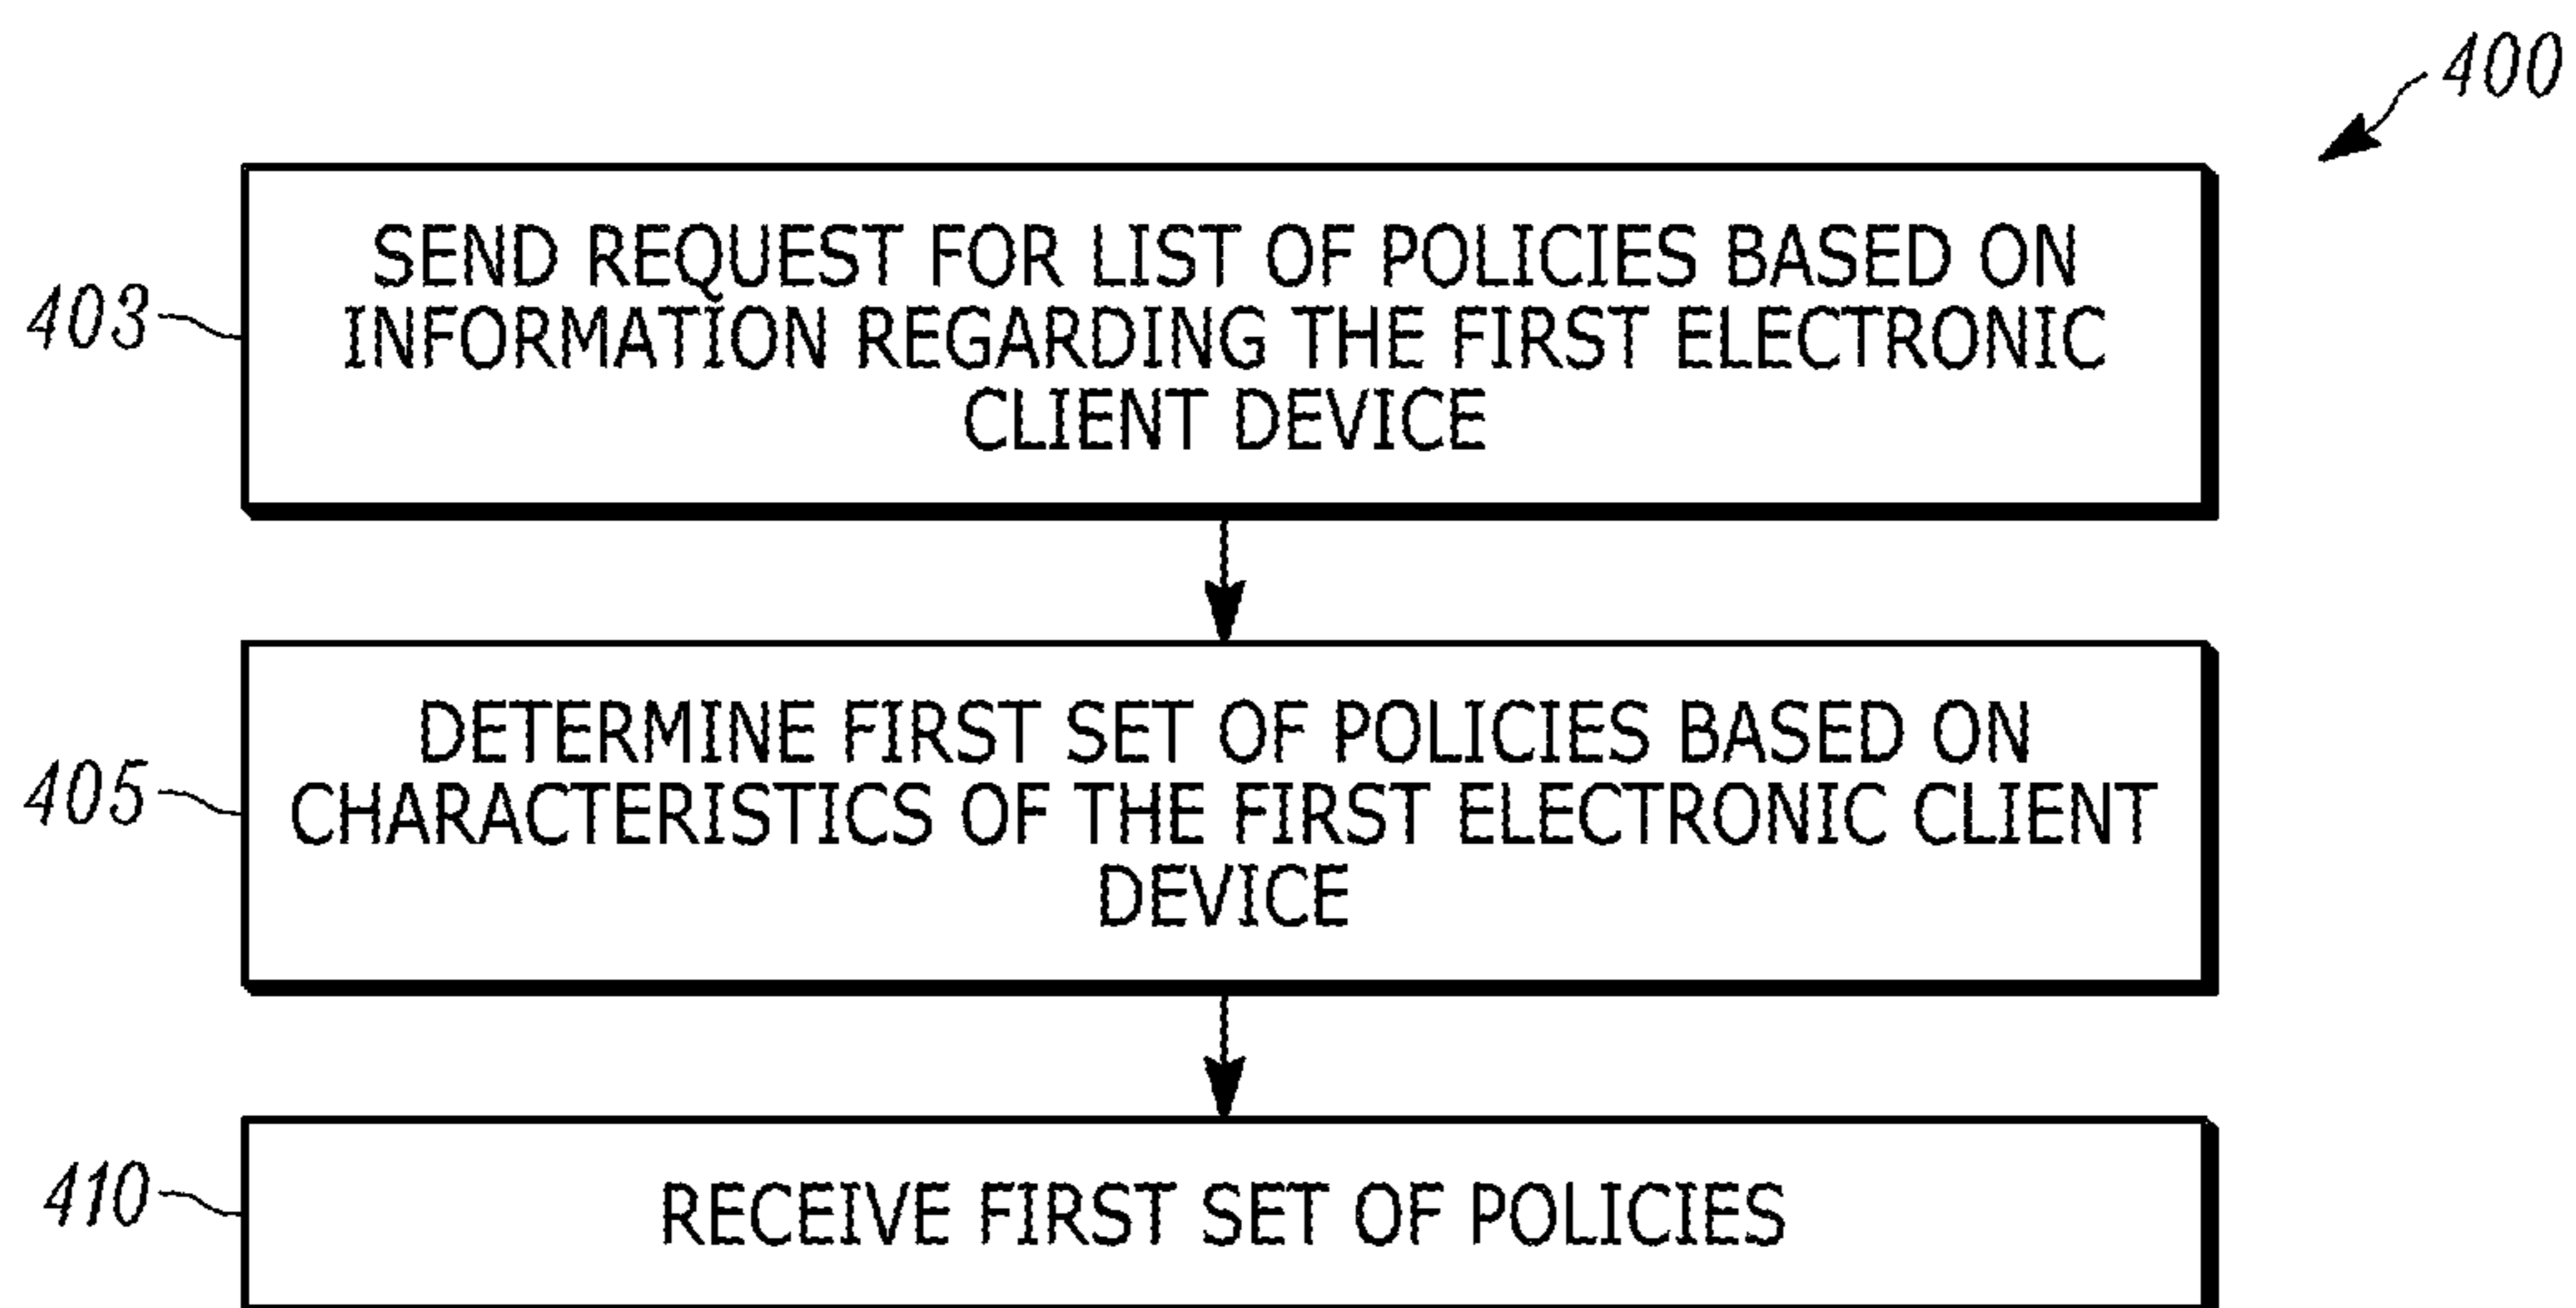 400
403
SEND REQUEST FOR LIST OF POLICIES BASED ON
INFORMATION REGARDING THE FIRST ELECTRONIC
CLIENT DEVICE
405
DETERMINE FIRST SET OF POLICIES BASED ON
CHARACTERISTICS OF THE FIRST ELECTRONIC CLIENT
DEVICE
410
RECEIVE FIRST SET OF POLICIES